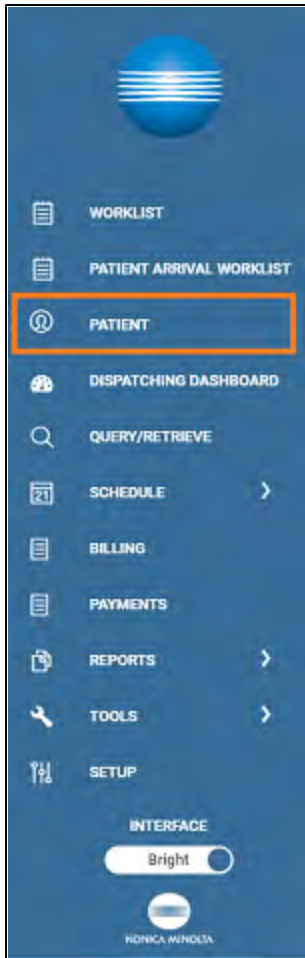 WORKLIST
PATIENT ARRIVAL WORKLIST
PATIENT
DISPATCHING DASHBOARD
QUERY/RETRIEVE
21 SCHEDULE
BILLING
PAYMENTS
REPORTS
TOOLS
SETUP
INTERFACE
Bright
KONICA MINOLTA